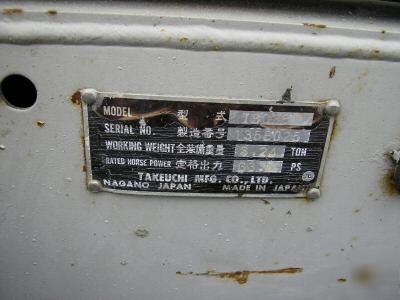 MODEL 型式
SERIAL NO. 製造番号
WORKING WEIGHT 全装備重量 TON
RATED HORSE POWER 定格出力 PS
TAKEUCHI MFG. CO., LTD.
NAGANO JAPAN MADE IN JAPAN